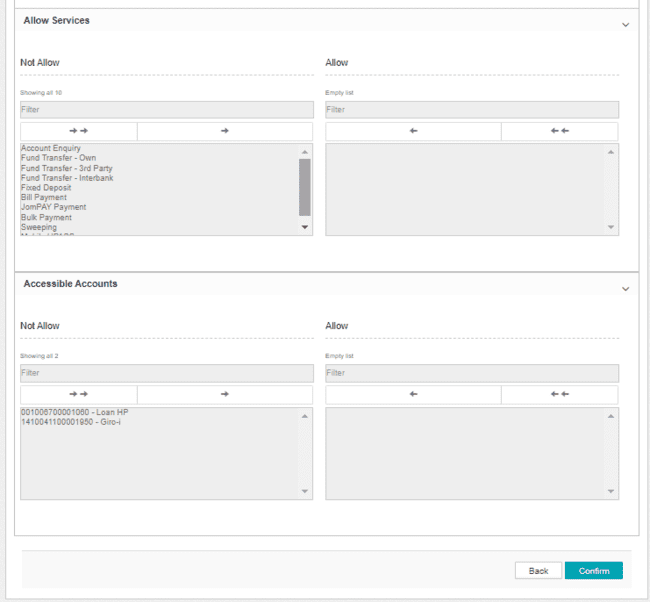 Allow Services
Not Allow
Allow
Showing all 10
Empty list
Filter
Filter
Account Enquiry
Fund Transfer - Own
Fund Transfer - 3rd Party
Fund Transfer - Interbank
Fixed Deposit
Bill Payment
JomPAY Payment
Bulk Payment
Sweeping
Accessible Accounts
Not Allow
Allow
Showing all 2
Empty list
Filter
Filter
001006700001060 - Loan HP
1410041100001950 - Giro-i
Back
Confirm